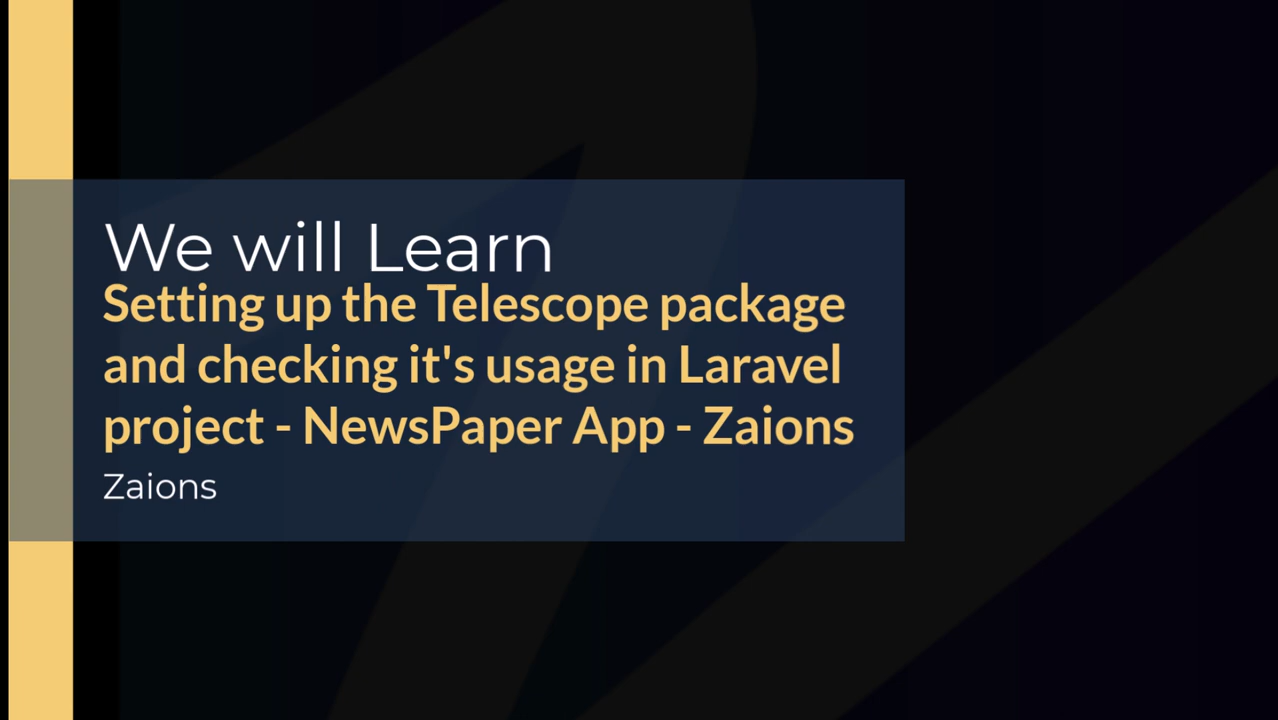 We will Learn
Setting up the Telescope package
and checking it's usage in Laravel
project - NewsPaper App - Zaions
Zaions